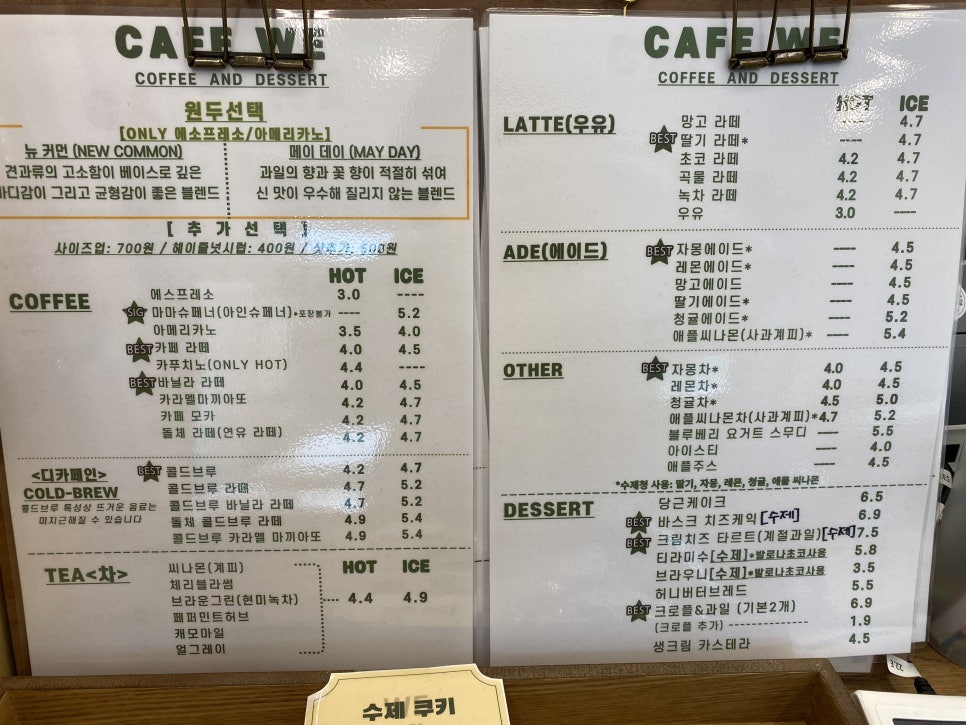 CAFE WE
COFFEE AND DESSERT
원두선택
[ONLY 에소프레소/아메리카노]
뉴 커먼 (NEW COMMON)
견과류의 고소함이 베이스로 깊은
바디감이 그리고 균형감이 좋은 블렌드
메이 데이 (MAY DAY)
과일의 향과 꽃 향이 적절히 섞여
신 맛이 우수해 질리지 않는 블렌드
[ 추 가 선 택 ]
사이즈업: 700원 / 헤이즐넛시럽: 400원 / 샷추가: 500원
HOT ICE
COFFEE
에스프레소 3.0 ----
SIG 마마슈페너(아인슈페너)*포장불가 ---- 5.2
아메리카노 3.5 4.0
BEST 카페 라떼 4.0 4.5
카푸치노(ONLY HOT) 4.4 ----
BEST 바닐라 라떼 4.0 4.5
카라멜마끼아또 4.2 4.7
카페 모카 4.2 4.7
돌체 라떼(연유 라떼) 4.2 4.7
<디카페인>
COLD-BREW
콜드브루 특성상 뜨거운 음료는
미지근해질 수 있습니다
BEST 콜드브루 4.2 4.7
콜드브루 라떼 4.7 5.2
콜드브루 바닐라 라떼 4.7 5.2
돌체 콜드브루 라떼 4.9 5.4
콜드브루 카라멜 마끼아또 4.9 5.4
TEA<차>
HOT ICE
씨나몬(계피)
체리블라썸
브라운그린(현미녹차) 4.4 4.9
페퍼민트허브
캐모마일
얼그레이
CAFE WE
COFFEE AND DESSERT
HOT ICE
LATTE(우유)
망고 라떼 ---- 4.7
BEST 딸기 라떼* ---- 4.7
초코 라떼 4.2 4.7
곡물 라떼 4.2 4.7
녹차 라떼 4.2 4.7
우유 3.0 ----
ADE(에이드)
BEST 자몽에이드* ---- 4.5
레몬에이드* ---- 4.5
망고에이드 ---- 4.5
딸기에이드* ---- 4.5
청귤에이드* ---- 5.2
애플씨나몬(사과계피)* ---- 5.4
OTHER
BEST 자몽차* 4.0 4.5
레몬차* 4.0 4.5
청귤차* 4.5 5.0
애플씨나몬차(사과계피)* 4.7 5.2
블루베리 요거트 스무디 ---- 5.5
아이스티 ---- 4.0
애플주스 ---- 4.5
*수제청 사용: 딸기, 자몽, 레몬, 청귤, 애플 씨나몬
DESSERT
당근케이크 6.5
BEST 바스크 치즈케익 [수제] 6.9
BEST 크림치즈 타르트(계절과일) [수제] 7.5
티라미수[수제]*발로나초코사용 5.8
브라우니[수제]*발로나초코사용 3.5
허니버터브레드 5.5
BEST 크로플&과일 (기본2개) 6.9
(크로플 추가) -------------- 1.9
생크림 카스테라 4.5
수제 쿠키